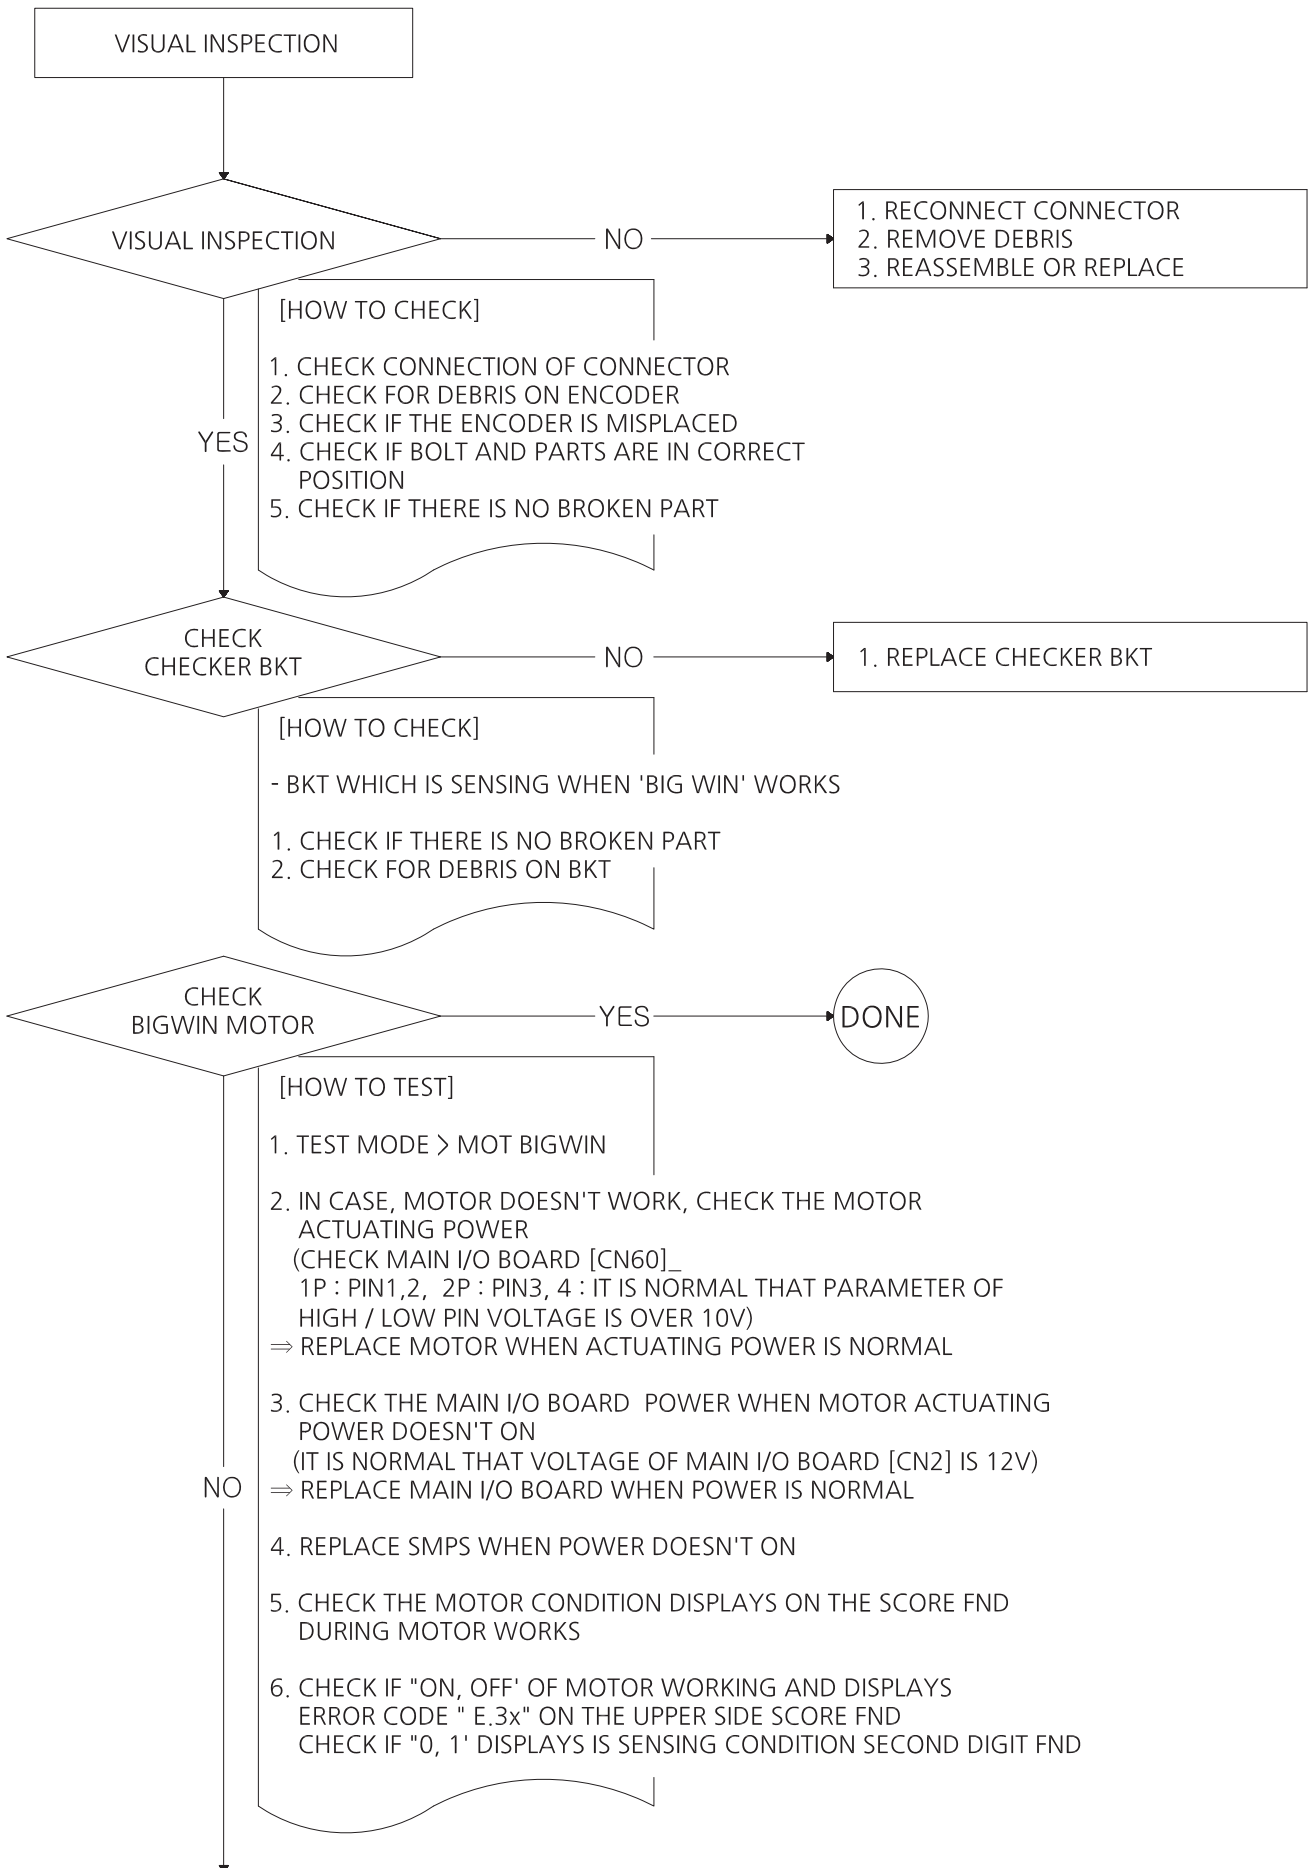 VISUAL INSPECTION
VISUAL INSPECTION
NO
1. RECONNECT CONNECTOR
2. REMOVE DEBRIS
3. REASSEMBLE OR REPLACE
[HOW TO CHECK]
1. CHECK CONNECTION OF CONNECTOR
2. CHECK FOR DEBRIS ON ENCODER
3. CHECK IF THE ENCODER IS MISPLACED
4. CHECK IF BOLT AND PARTS ARE IN CORRECT
POSITION
5. CHECK IF THERE IS NO BROKEN PART
YES
CHECK
CHECKER BKT
NO
1. REPLACE CHECKER BKT
[HOW TO CHECK]
- BKT WHICH IS SENSING WHEN 'BIG WIN' WORKS
1. CHECK IF THERE IS NO BROKEN PART
2. CHECK FOR DEBRIS ON BKT
CHECK
BIGWIN MOTOR
YES
DONE
[HOW TO TEST]
1. TEST MODE > MOT BIGWIN
2. IN CASE, MOTOR DOESN'T WORK, CHECK THE MOTOR
ACTUATING POWER
(CHECK MAIN I/O BOARD [CN60]_
1P : PIN1,2,  2P : PIN3, 4 : IT IS NORMAL THAT PARAMETER OF
HIGH / LOW PIN VOLTAGE IS OVER 10V)
⇒ REPLACE MOTOR WHEN ACTUATING POWER IS NORMAL
3. CHECK THE MAIN I/O BOARD  POWER WHEN MOTOR ACTUATING
POWER DOESN'T ON
(IT IS NORMAL THAT VOLTAGE OF MAIN I/O BOARD [CN2] IS 12V)
⇒ REPLACE MAIN I/O BOARD WHEN POWER IS NORMAL
4. REPLACE SMPS WHEN POWER DOESN'T ON
5. CHECK THE MOTOR CONDITION DISPLAYS ON THE SCORE FND
DURING MOTOR WORKS
6. CHECK IF "ON, OFF' OF MOTOR WORKING AND DISPLAYS
ERROR CODE " E.3x" ON THE UPPER SIDE SCORE FND
CHECK IF "0, 1' DISPLAYS IS SENSING CONDITION SECOND DIGIT FND
NO